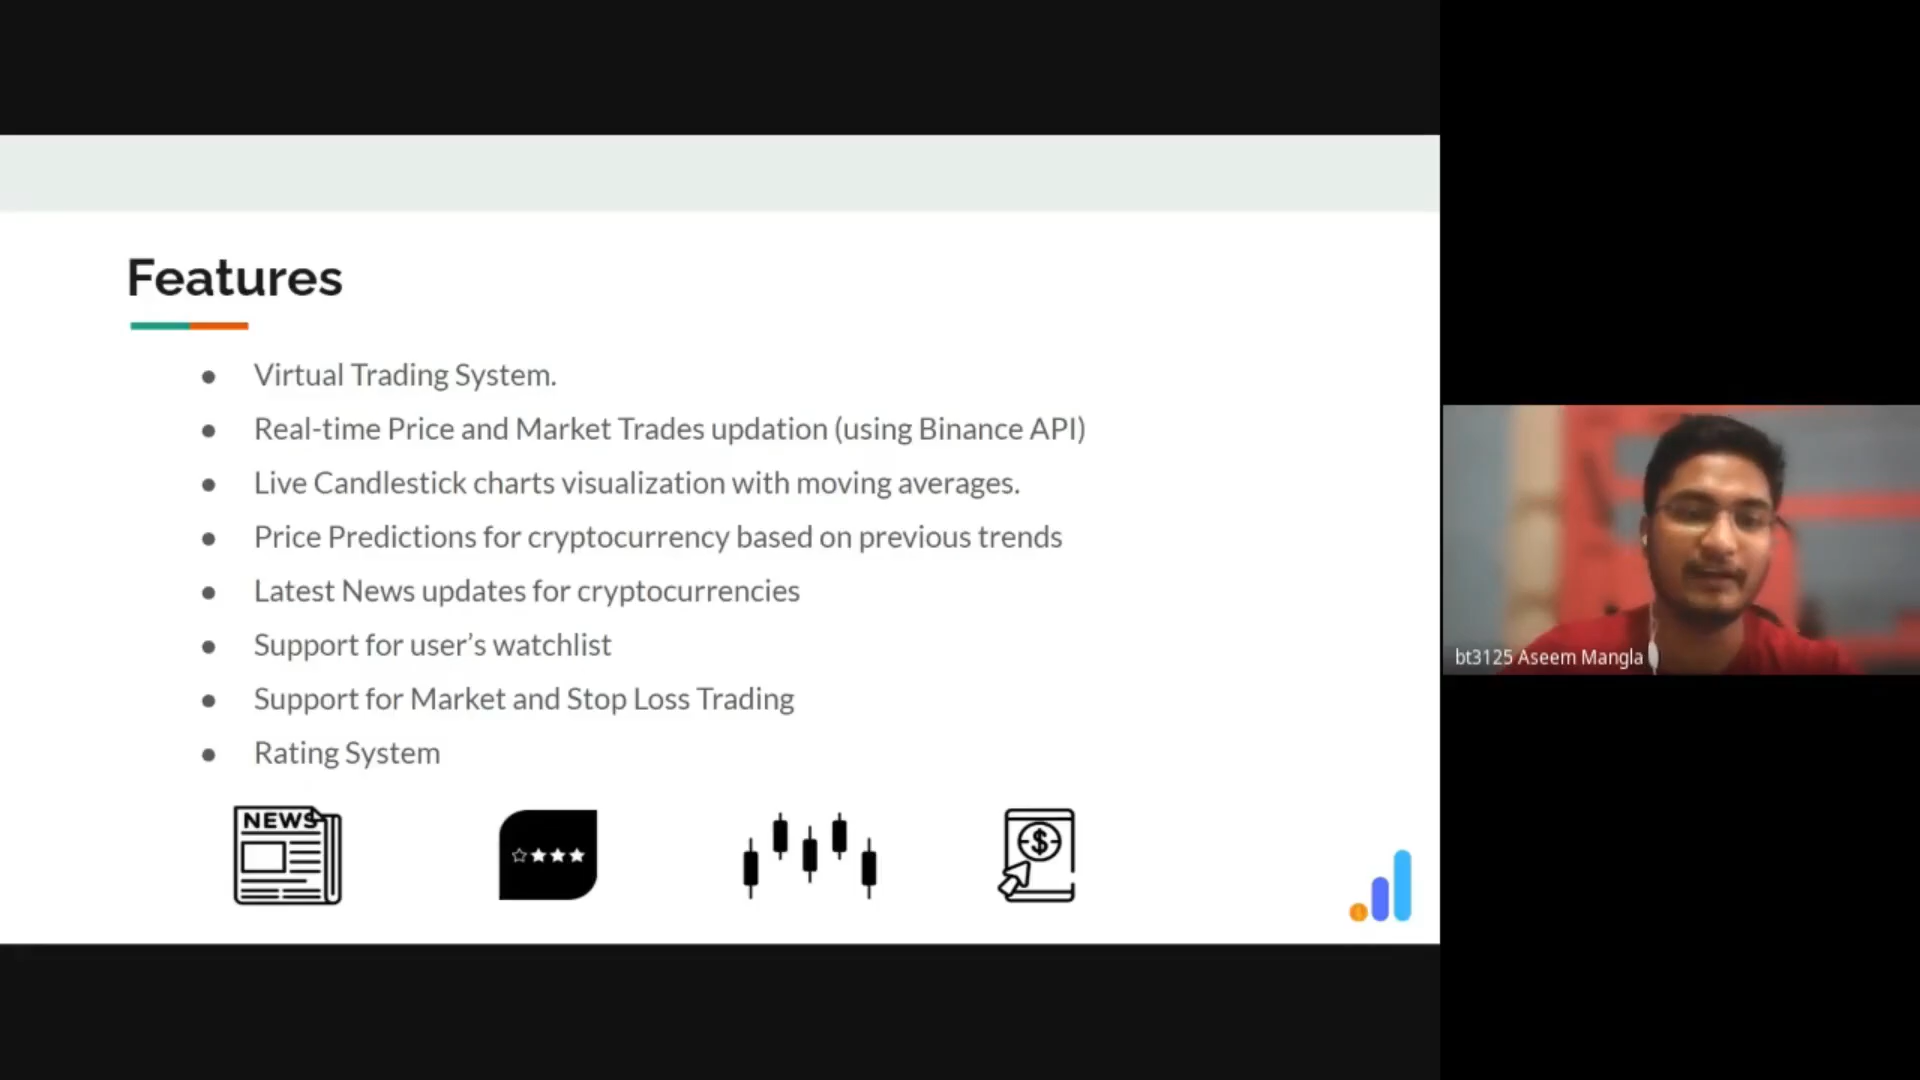 Features
Virtual Trading System.
Real-time Price and Market Trades updation (using Binance API)
Live Candlestick charts visualization with moving averages.
Price Predictions for cryptocurrency based on previous trends
Latest News updates for cryptocurrencies
Support for user’s watchlist
Support for Market and Stop Loss Trading
Rating System
NEWS
$
bt3125 Aseem Mangla